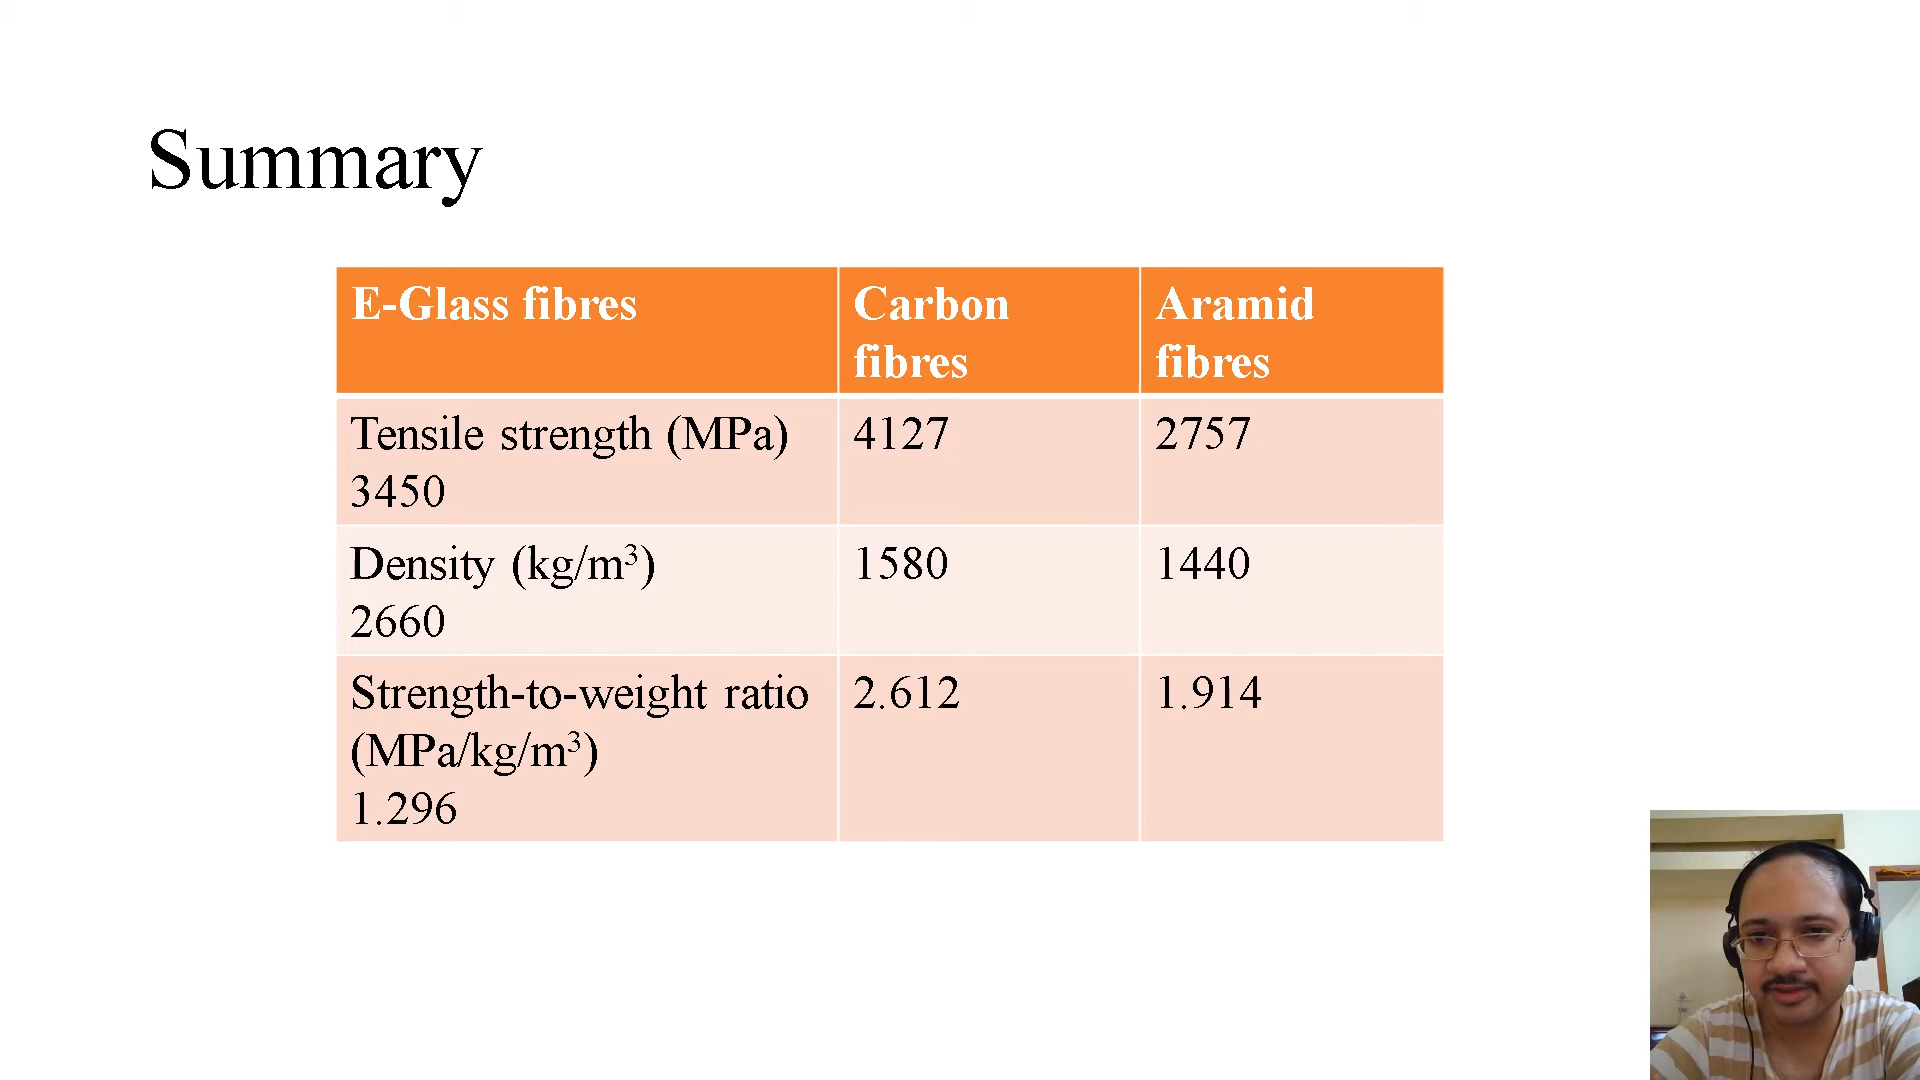 Summary
E-Glass fibres
Carbon
fibres
Aramid
fibres
Tensile strength (MPa)
3450
4127
2757
Density (kg/m³)
2660
1580
1440
Strength-to-weight ratio
(MPa/kg/m³)
1.296
2.612
1.914